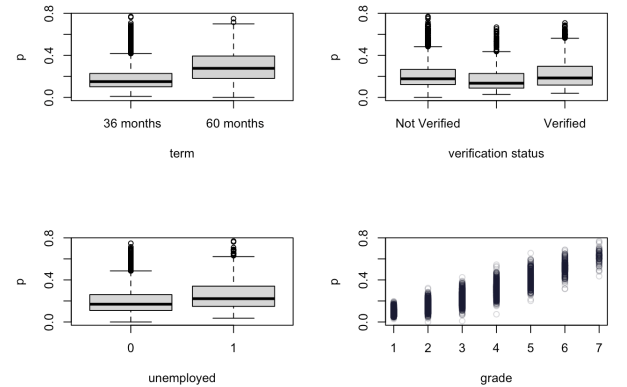 0.8
0.4
0.0
p
36 months 60 months
term
0.8
0.4
0.0
p
Not Verified Verified
verification status
0.8
0.4
0.0
p
0 1
unemployed
0.8
0.4
0.0
p
1 2 3 4 5 6 7
grade